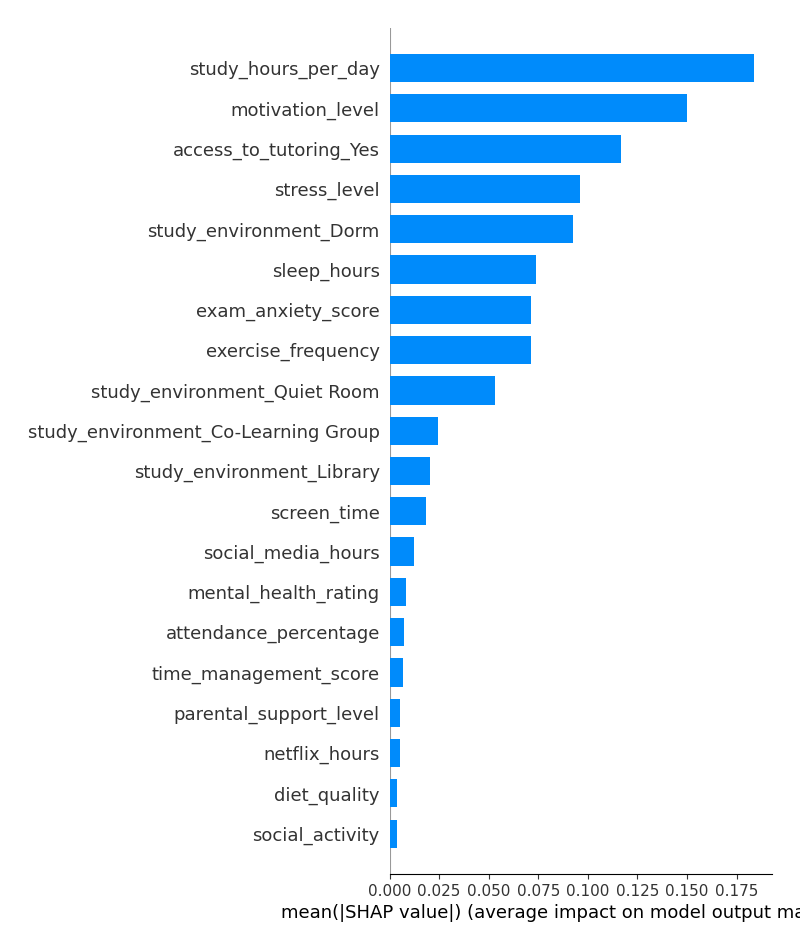 study_hours_per_day
motivation_level
access_to_tutoring_Yes
stress_level
study_environment_Dorm
sleep_hours
exam_anxiety_score
exercise_frequency
study_environment_Quiet Room
study_environment_Co-Learning Group
study_environment_Library
screen_time
social_media_hours
mental_health_rating
attendance_percentage
time_management_score
parental_support_level
netflix_hours
diet_quality
social_activity
0.000 0.025 0.050 0.075 0.100 0.125 0.150 0.175
mean(|SHAP value|) (average impact on model output ma